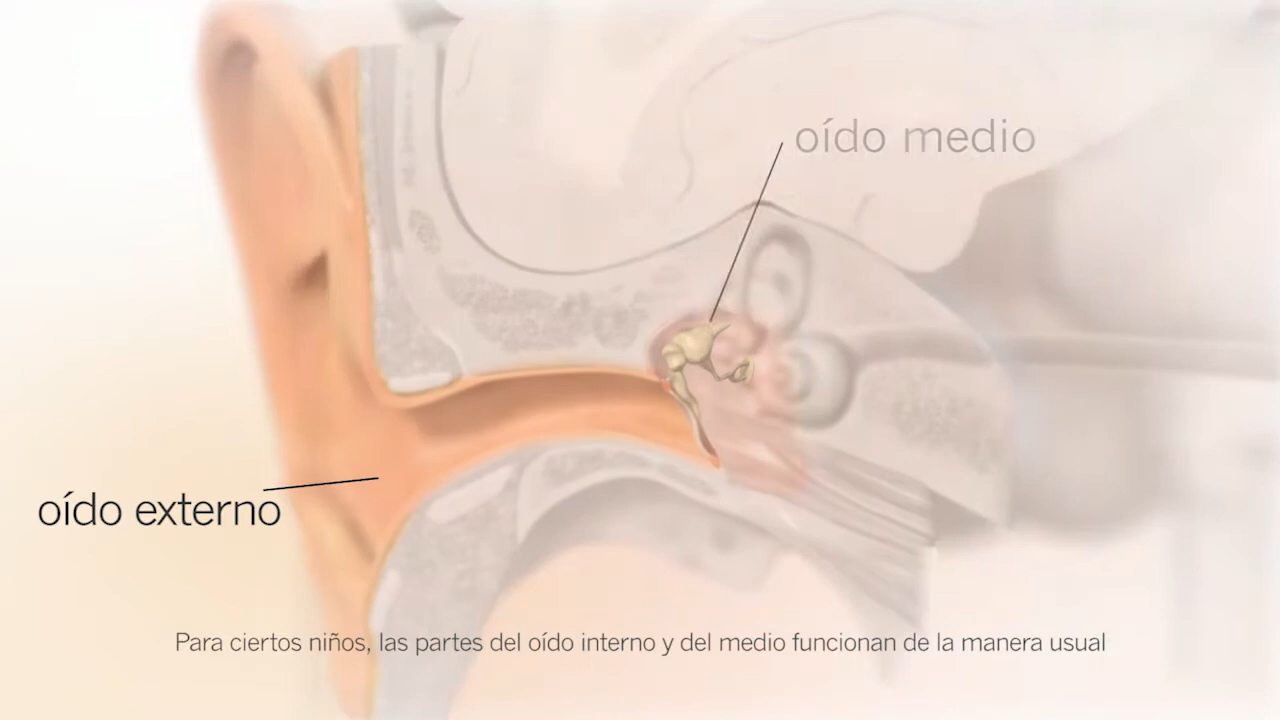 oído medio
oído externo
Para ciertos niños, las partes del oído interno y del medio funcionan de la manera usual